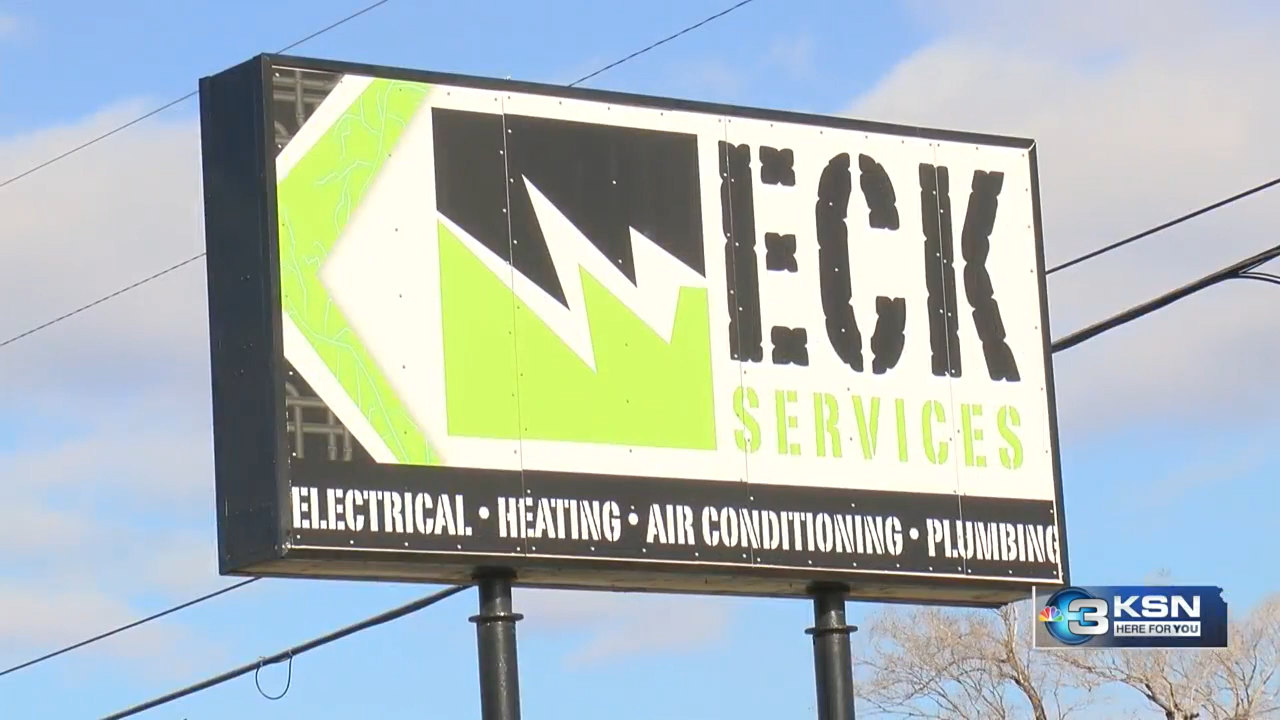 ECK
SERVICES
ELECTRICAL • HEATING • AIR CONDITIONING • PLUMBING
3 KSN
HERE FOR YOU